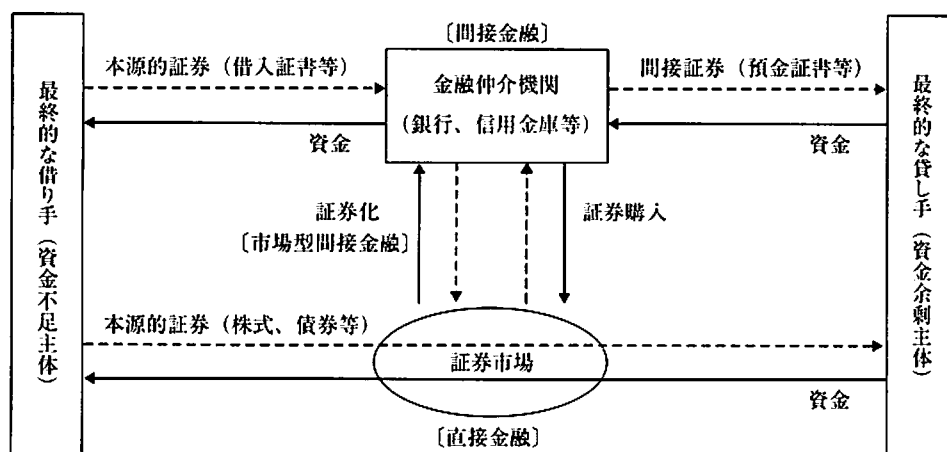 〔間接金融〕
本源的証券（借入証書等）
金融仲介機関
（銀行、信用金庫等）
間接証券（預金証書等）
資金
資金
最終的な借り手（資金不足主体）
最終的な貸し手（資金余剰主体）
証券化
〔市場型間接金融〕
証券購入
本源的証券（株式、債券等）
証券市場
資金
〔直接金融〕